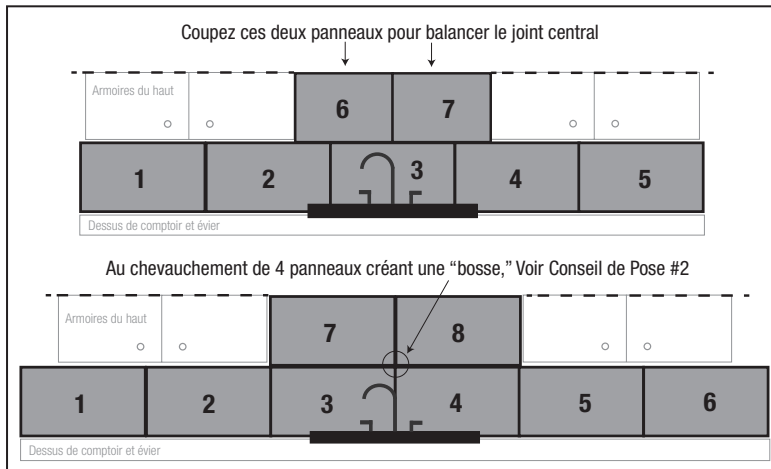 Coupez ces deux panneaux pour balancer le joint central
Armoires du haut
6 7
1 2 3 4 5
Dessus de comptoir et évier
Au chevauchement de 4 panneaux créant une “bosse,” Voir Conseil de Pose #2
Armoires du haut
7 8
1 2 3 4 5 6
Dessus de comptoir et évier